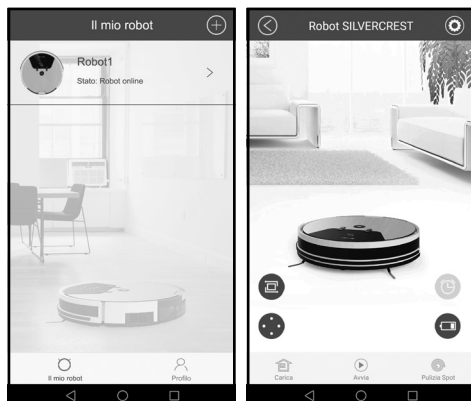 Il mio robot
Robot1
Stato: Robot online
Il mio robot
Profilo
Robot SILVERCREST
Carica
Avvia
Pulizia Spot